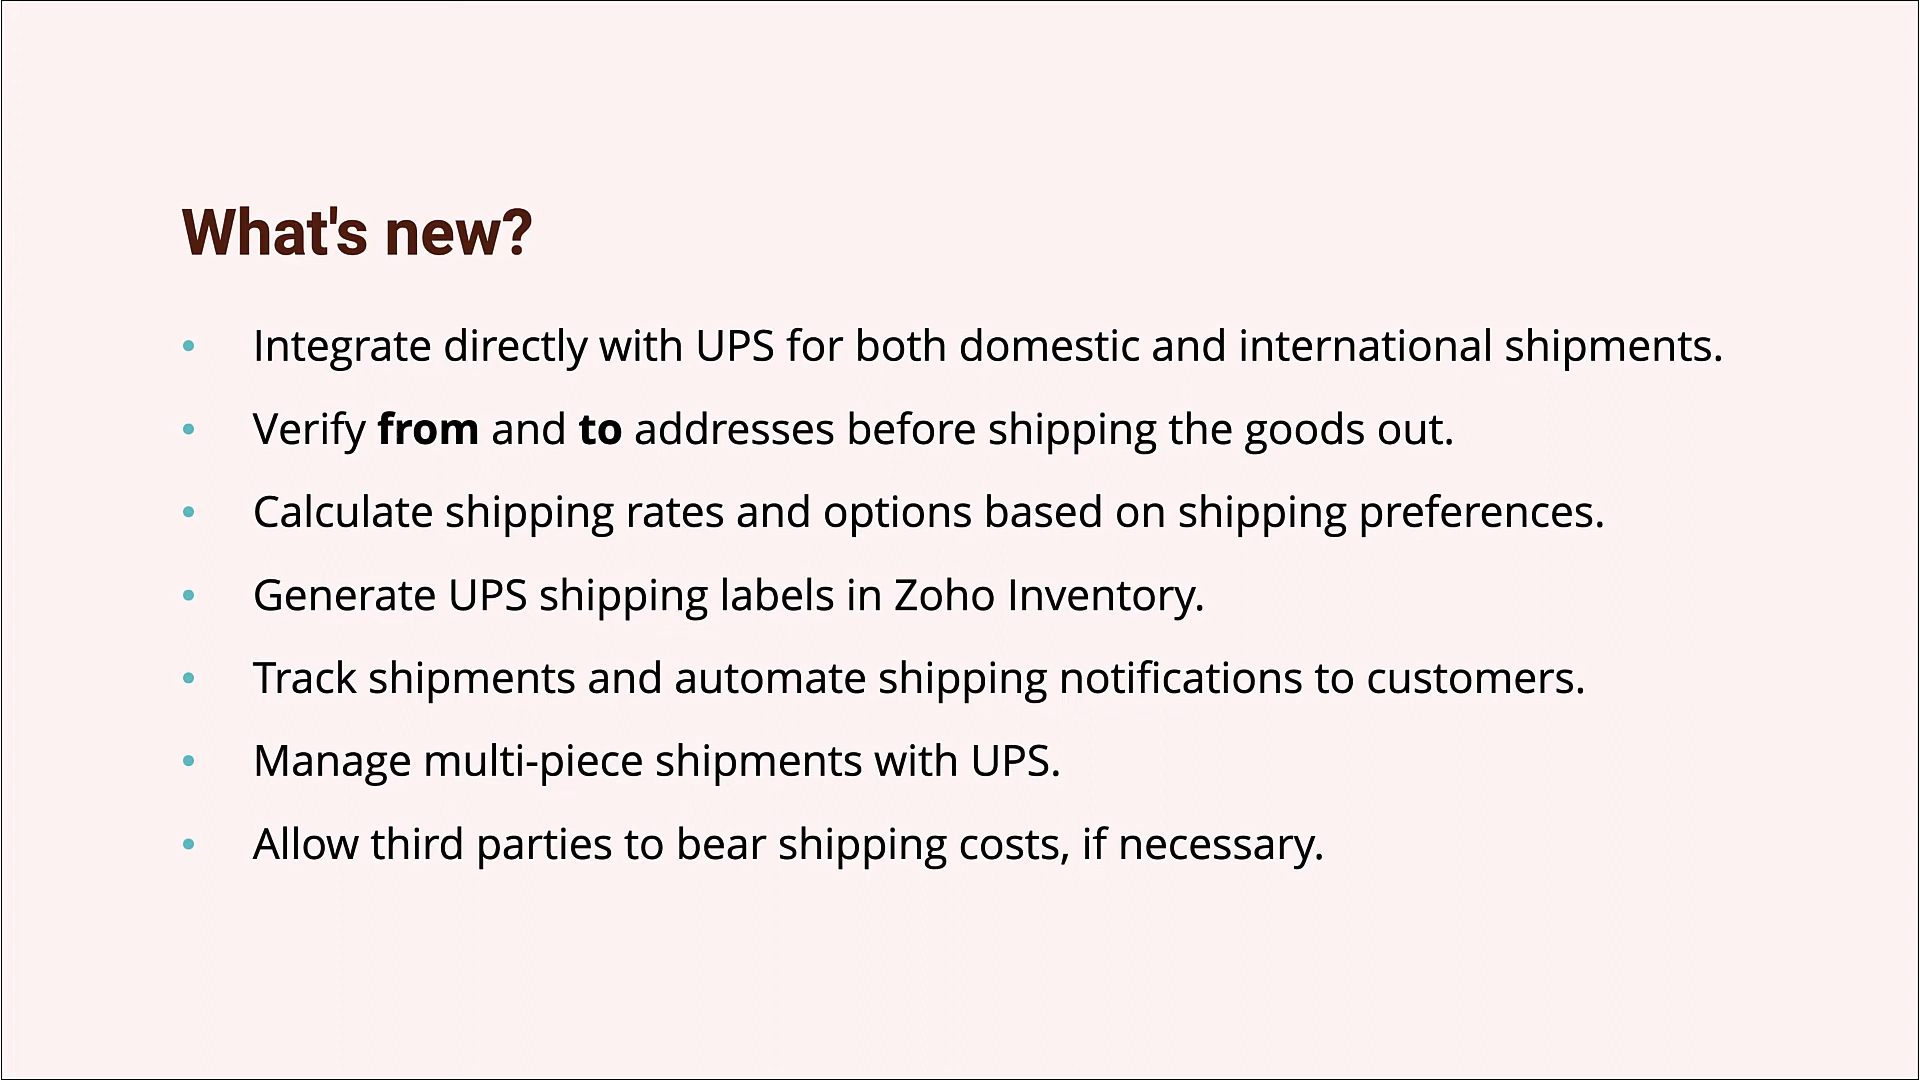 What's new?
• Integrate directly with UPS for both domestic and international shipments.
• Verify from and to addresses before shipping the goods out.
• Calculate shipping rates and options based on shipping preferences.
• Generate UPS shipping labels in Zoho Inventory.
• Track shipments and automate shipping notifications to customers.
• Manage multi-piece shipments with UPS.
• Allow third parties to bear shipping costs, if necessary.